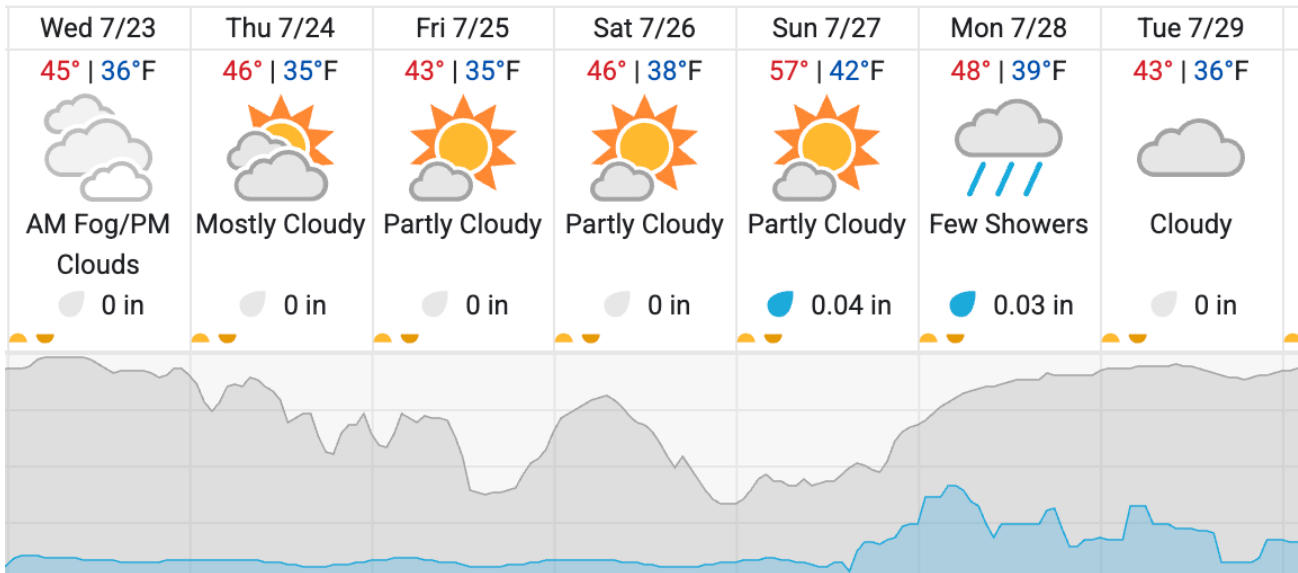 Wed 7/23 Thu 7/24 Fri 7/25 Sat 7/26 Sun 7/27 Mon 7/28 Tue 7/29
45° | 36°F 46° | 35°F 43° | 35°F 46° | 38°F 57° | 42°F 48° | 39°F 43° | 36°F
AM Fog/PM Mostly Cloudy Partly Cloudy Partly Cloudy Partly Cloudy Few Showers Cloudy
Clouds
0 in 0 in 0 in 0 in 0.04 in 0.03 in 0 in